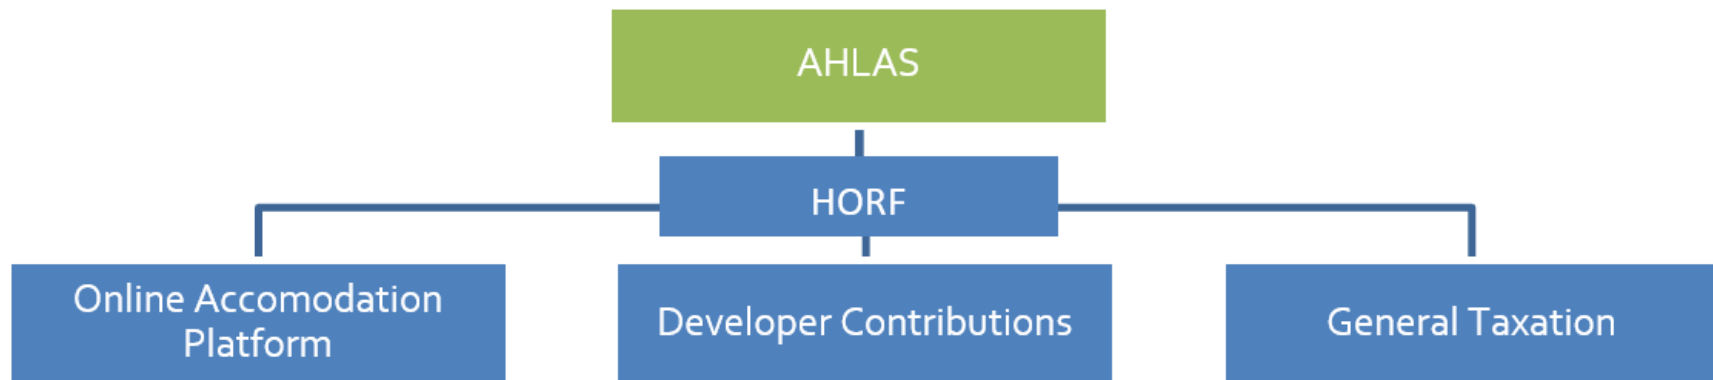 AHLAS
HORF
Online Accomodation
Platform
Developer Contributions
General Taxation